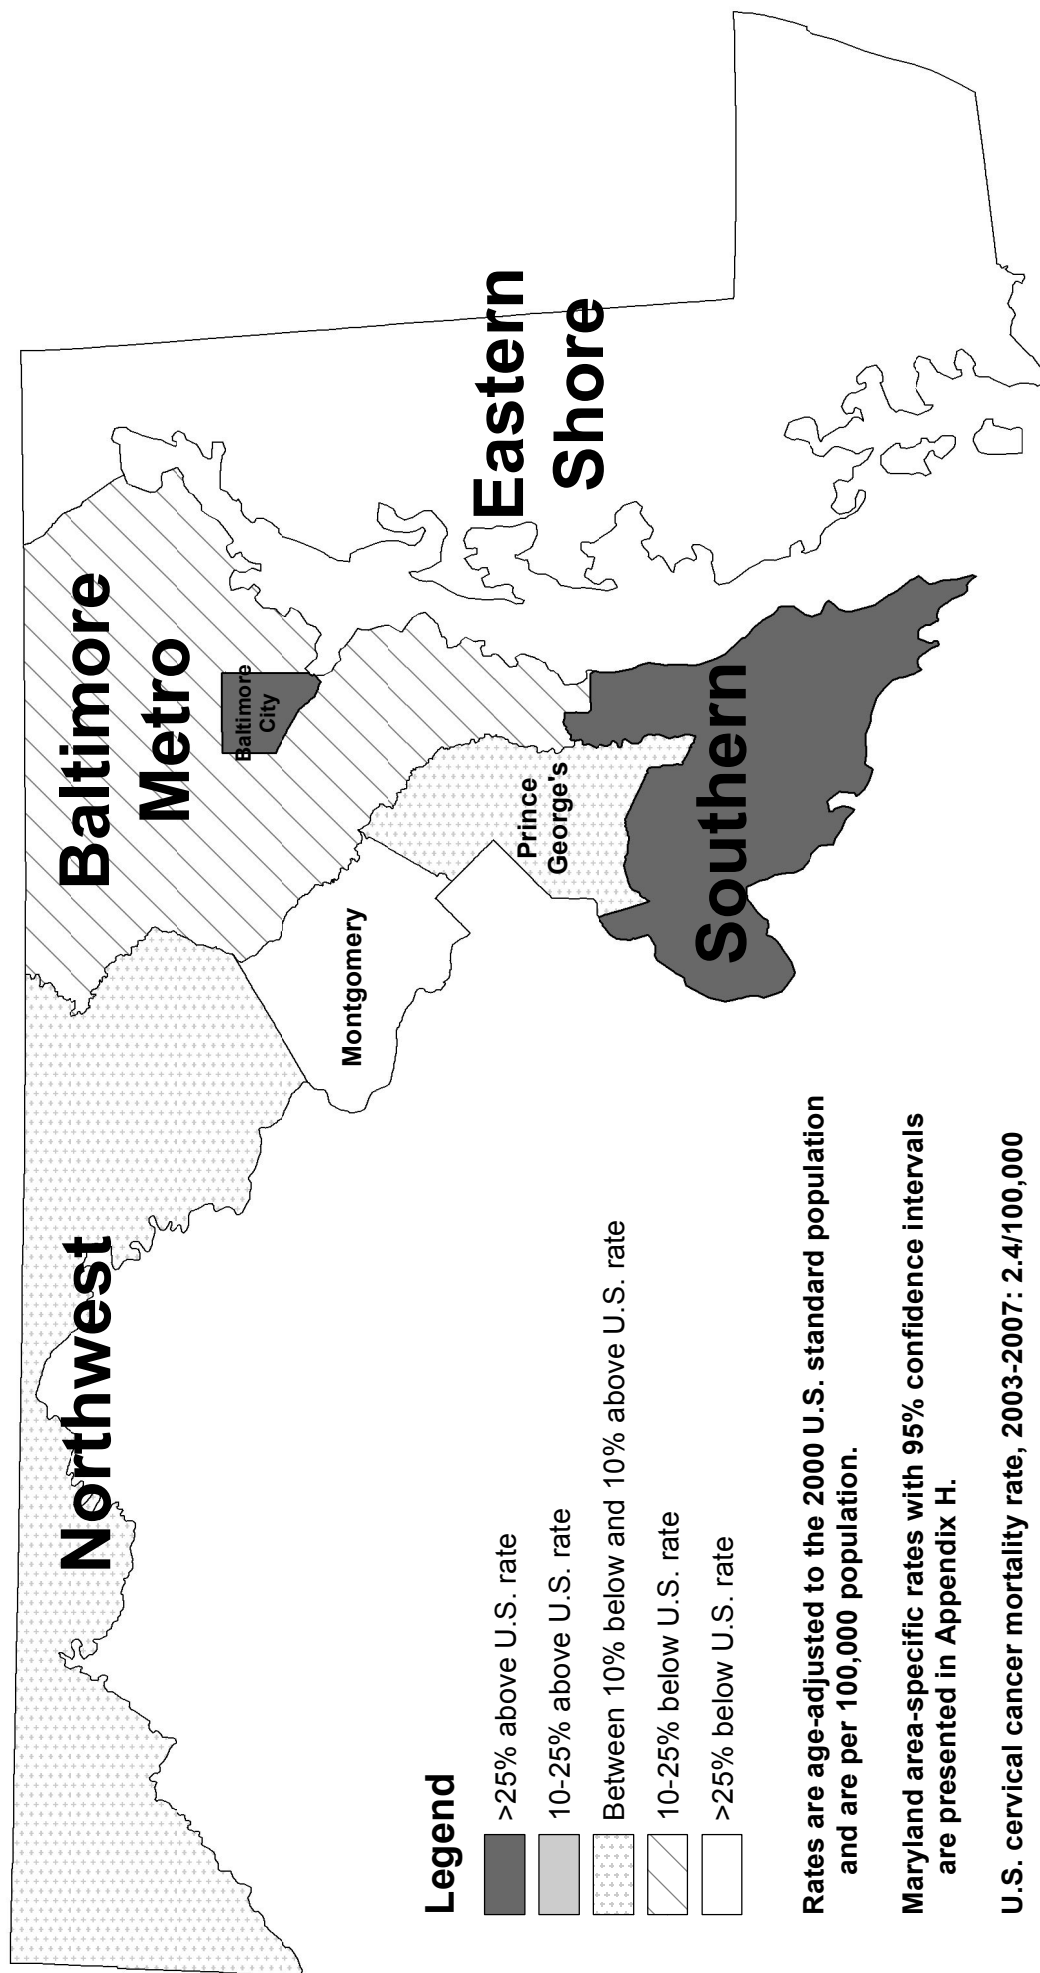 Northwest
Baltimore
Metro
Baltimore
City
Montgomery
Prince
George's
Eastern
Shore
Southern
Legend
>25% above U.S. rate
10-25% above U.S. rate
Between 10% below and 10% above U.S. rate
10-25% below U.S. rate
>25% below U.S. rate
Rates are age-adjusted to the 2000 U.S. standard population
and are per 100,000 population.
Maryland area-specific rates with 95% confidence intervals
are presented in Appendix H.
U.S. cervical cancer mortality rate, 2003-2007: 2.4/100,000